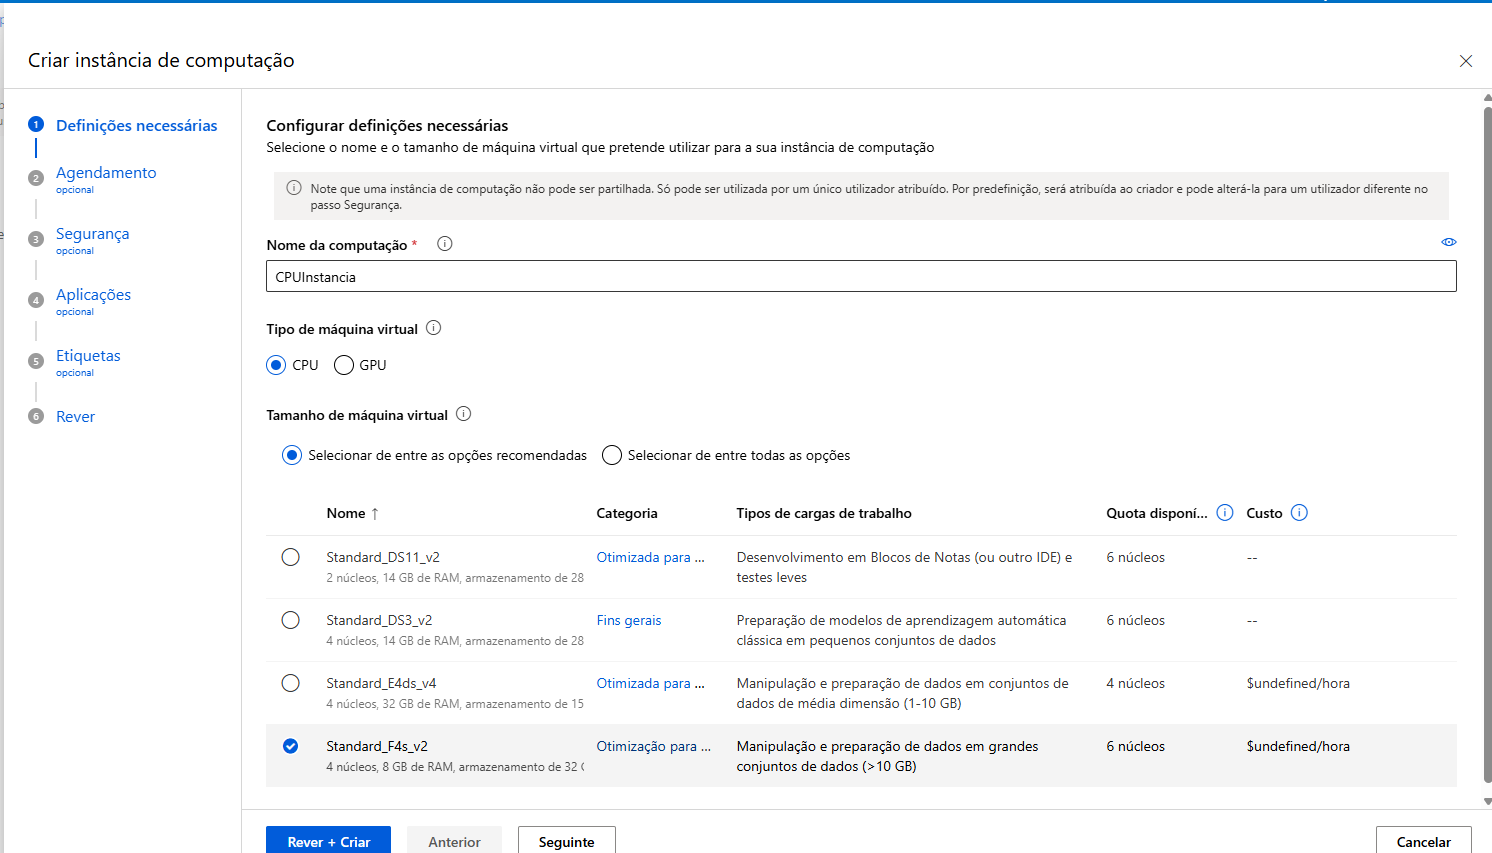 Criar instância de computação
1 Definições necessárias
2 Agendamento
opcional
3 Segurança
opcional
4 Aplicações
opcional
5 Etiquetas
opcional
6 Rever
Configurar definições necessárias
Selecione o nome e o tamanho de máquina virtual que pretende utilizar para a sua instância de computação
Note que uma instância de computação não pode ser partilhada. Só pode ser utilizada por um único utilizador atribuído. Por predefinição, será atribuída ao criador e pode alterá-la para um utilizador diferente no
passo Segurança.
Nome da computação *
CPUInstancia
Tipo de máquina virtual
CPU GPU
Tamanho de máquina virtual
Selecionar de entre as opções recomendadas Selecionar de entre todas as opções
Nome ↑ Categoria Tipos de cargas de trabalho Quota disponí... Custo
Standard_DS11_v2 Otimizada para ... Desenvolvimento em Blocos de Notas (ou outro IDE) e 6 núcleos --
2 núcleos, 14 GB de RAM, armazenamento de 28 testes leves
Standard_DS3_v2 Fins gerais Preparação de modelos de aprendizagem automática 6 núcleos --
4 núcleos, 14 GB de RAM, armazenamento de 28 clássica em pequenos conjuntos de dados
Standard_E4ds_v4 Otimizada para ... Manipulação e preparação de dados em conjuntos de 4 núcleos $undefined/hora
4 núcleos, 32 GB de RAM, armazenamento de 15 dados de média dimensão (1-10 GB)
Standard_F4s_v2 Otimização para ... Manipulação e preparação de dados em grandes 6 núcleos $undefined/hora
4 núcleos, 8 GB de RAM, armazenamento de 32 conjuntos de dados (>10 GB)
Rever + Criar Anterior Seguinte Cancelar